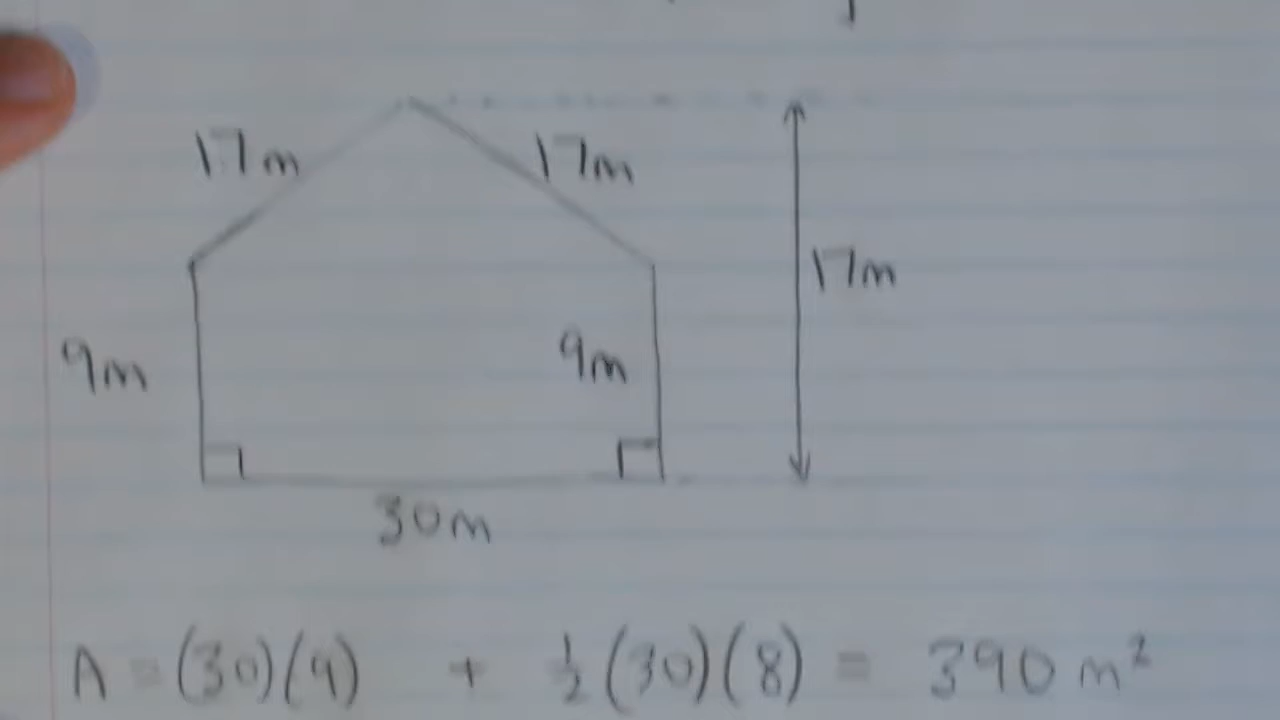 17m 17m
17m
9m 9m
30m
A = (30)(9) + 1/2 (30)(8) = 390 m²